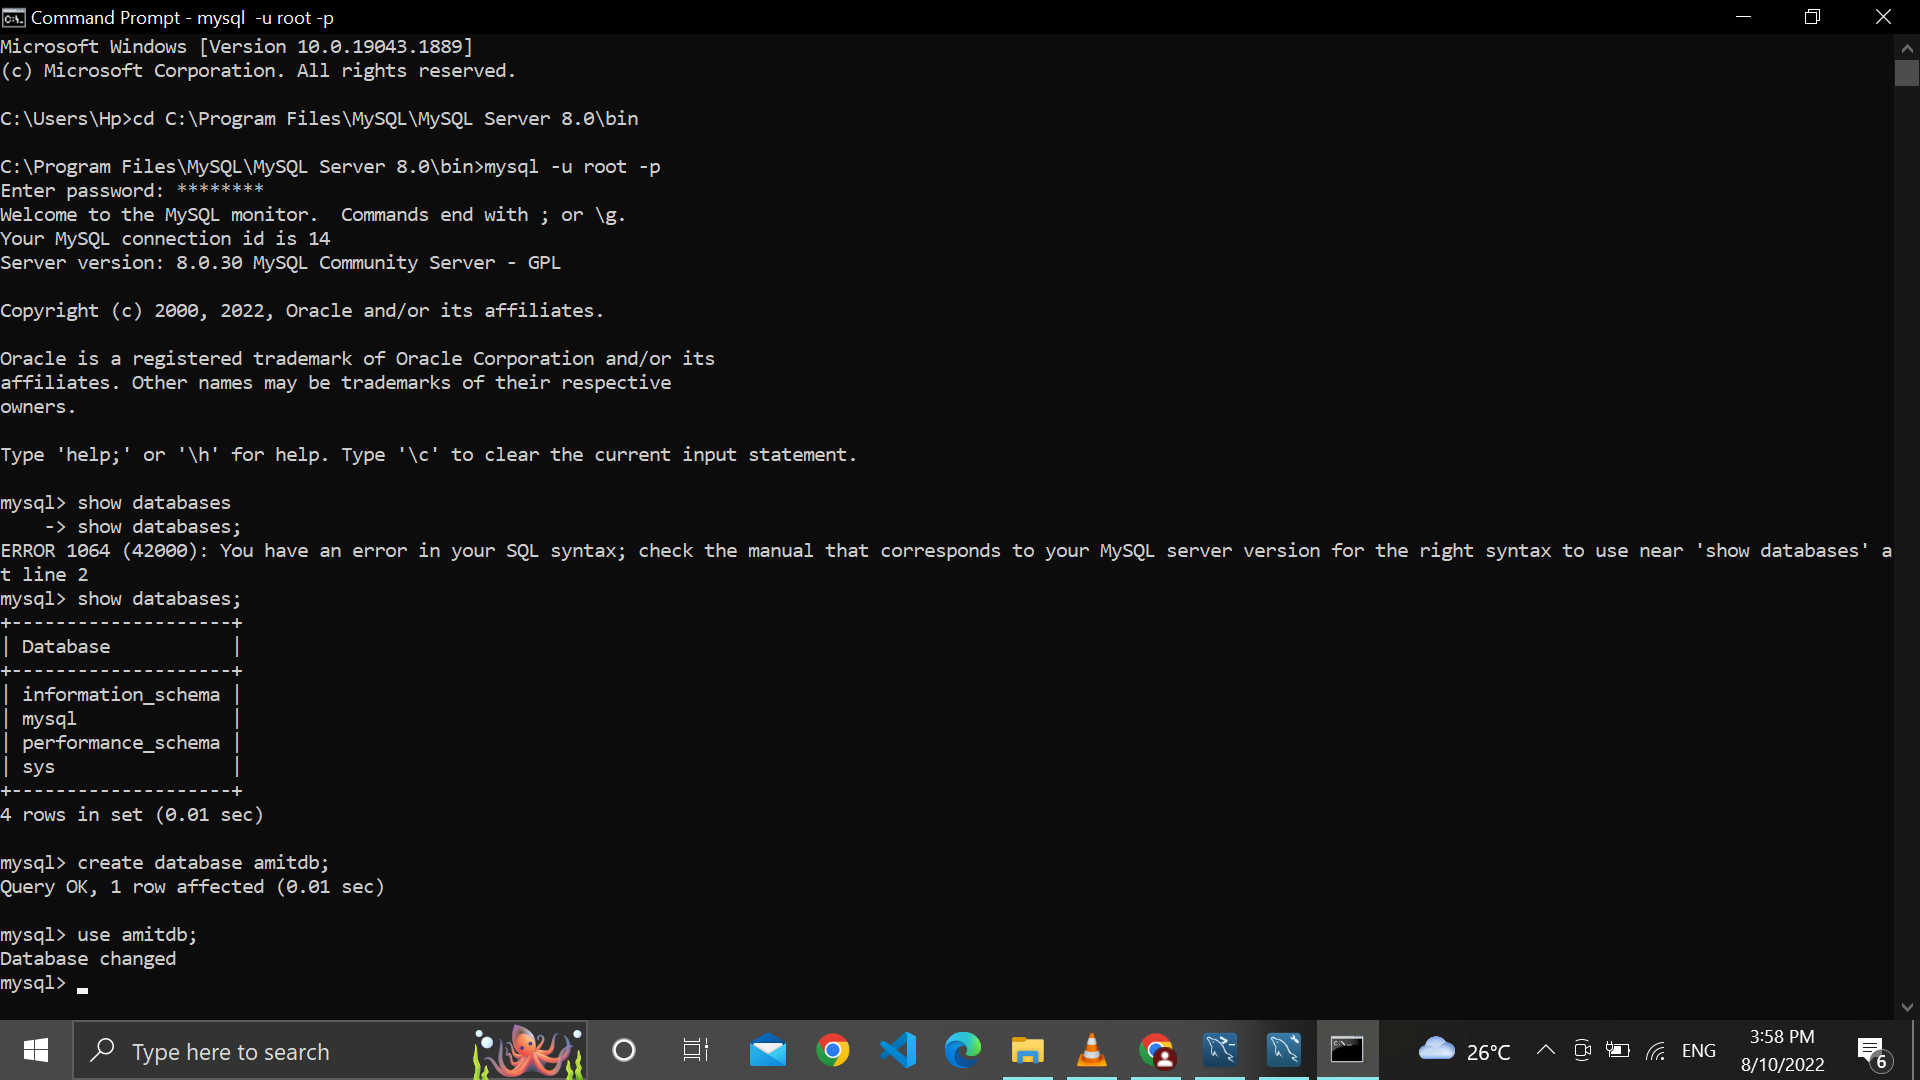 Command Prompt - mysql  -u root -p
Microsoft Windows [Version 10.0.19043.1889]
(c) Microsoft Corporation. All rights reserved.
C:\Users\Hp>cd C:\Program Files\MySQL\MySQL Server 8.0\bin
C:\Program Files\MySQL\MySQL Server 8.0\bin>mysql -u root -p
Enter password: ********
Welcome to the MySQL monitor.  Commands end with ; or \g.
Your MySQL connection id is 14
Server version: 8.0.30 MySQL Community Server - GPL
Copyright (c) 2000, 2022, Oracle and/or its affiliates.
Oracle is a registered trademark of Oracle Corporation and/or its
affiliates. Other names may be trademarks of their respective
owners.
Type 'help;' or '\h' for help. Type '\c' to clear the current input statement.
mysql> show databases
    -> show databases;
ERROR 1064 (42000): You have an error in your SQL syntax; check the manual that corresponds to your MySQL server version for the right syntax to use near 'show databases' a
t line 2
mysql> show databases;
+--------------------+
| Database           |
+--------------------+
| information_schema |
| mysql              |
| performance_schema |
| sys                |
+--------------------+
4 rows in set (0.01 sec)
mysql> create database amitdb;
Query OK, 1 row affected (0.01 sec)
mysql> use amitdb;
Database changed
mysql> _
Type here to search
26°C
ENG
3:58 PM
8/10/2022
6